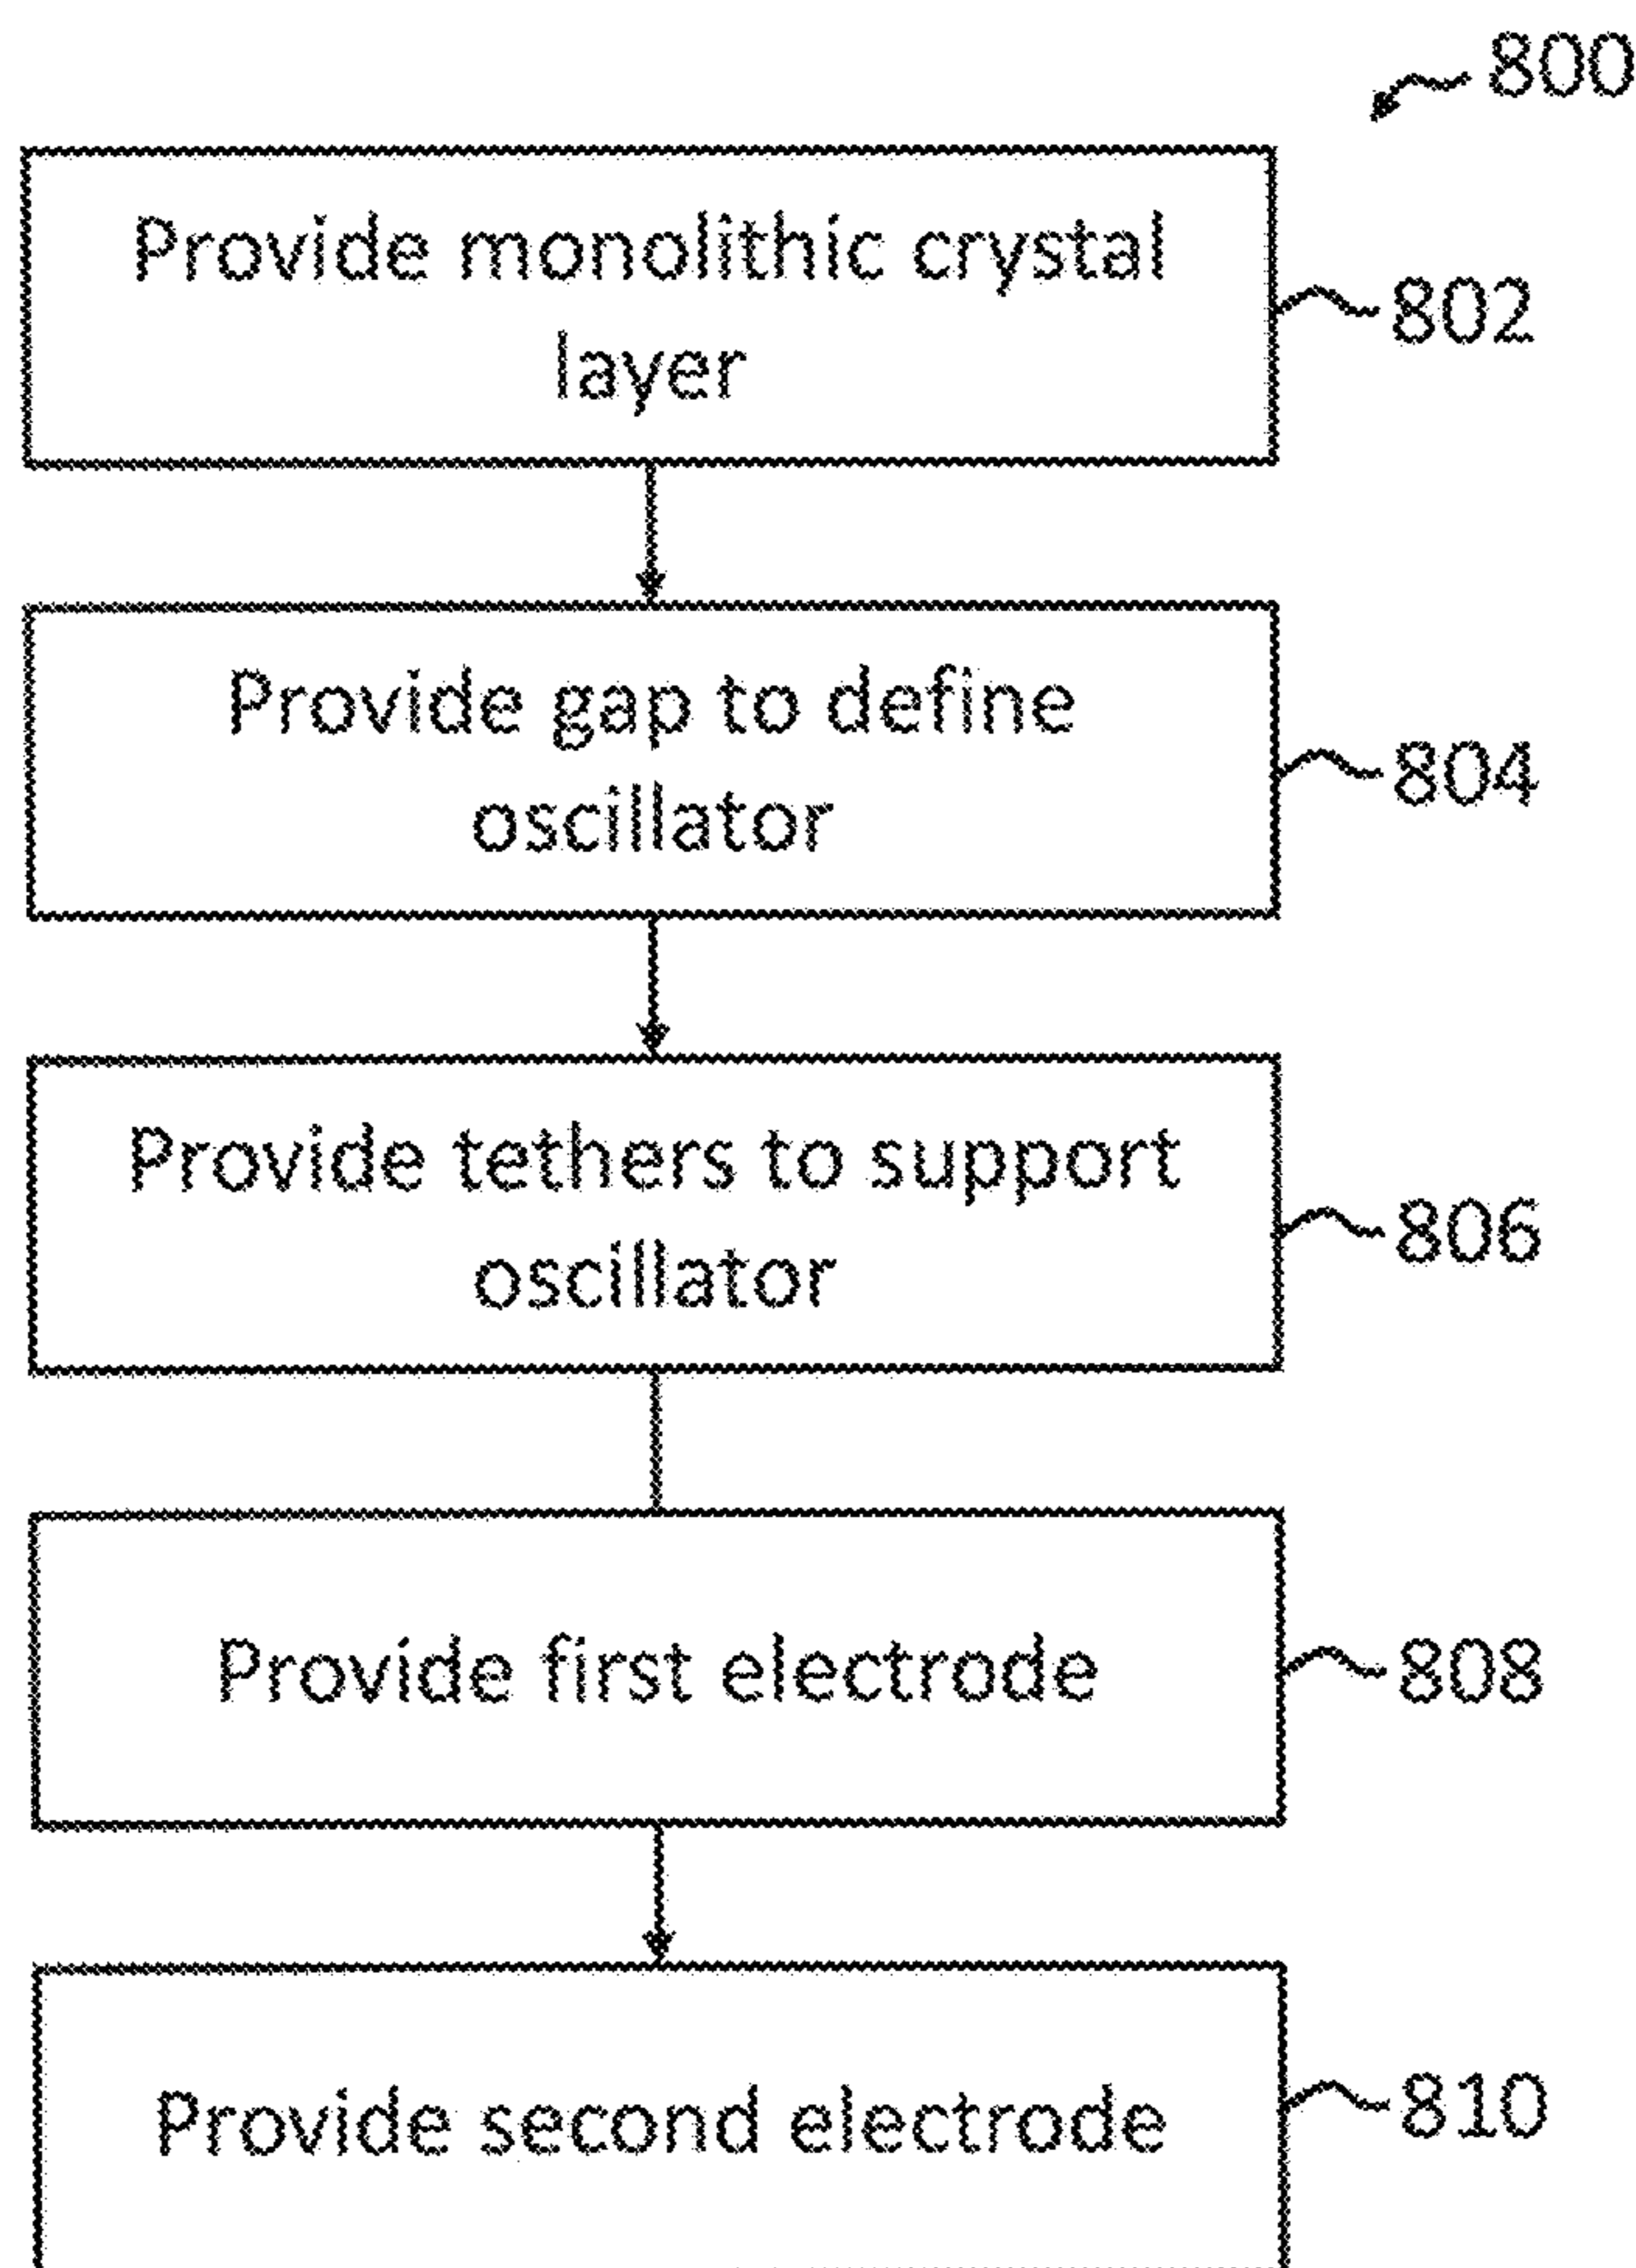 800
Provide monolithic crystal
layer
802
Provide gap to define
oscillator
804
Provide tethers to support
oscillator
806
Provide first electrode
808
Provide second electrode
810